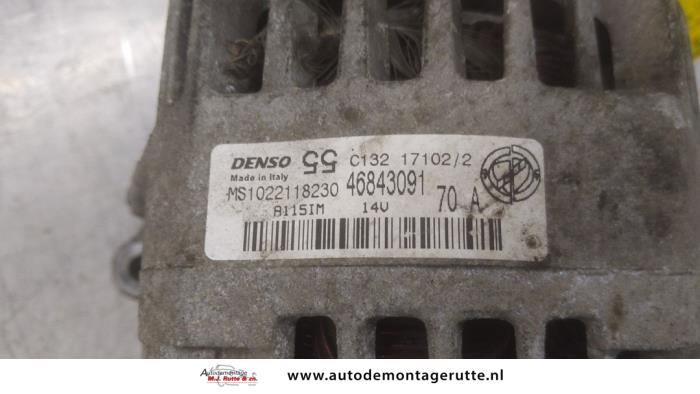 DENSO 55 C132 17102/2
Made in Italy
MS1022118230 46843091
A115IM 14V 70 A
Autodemontage
M.J. Rutte & zn.
www.autodemontagerutte.nl